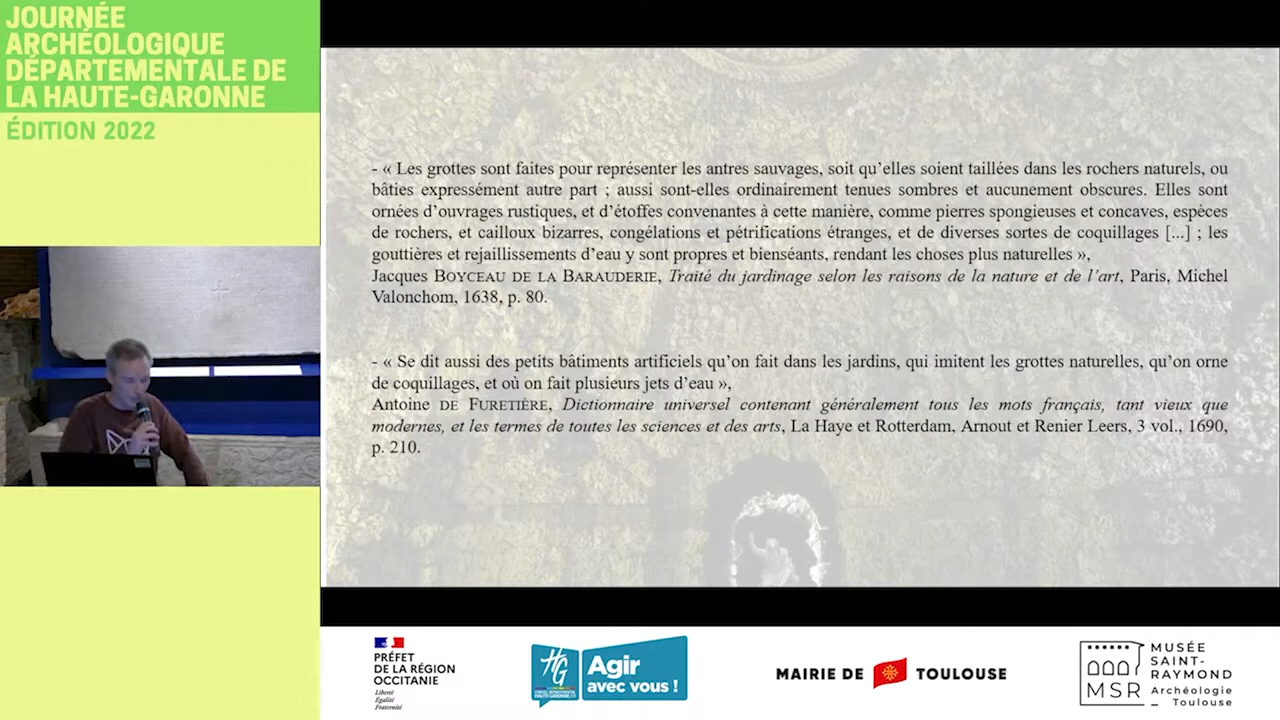 JOURNÉE
ARCHÉOLOGIQUE
DÉPARTEMENTALE DE
LA HAUTE-GARONNE
ÉDITION 2022
- « Les grottes sont faites pour représenter les antres sauvages, soit qu’elles soient taillées dans les rochers naturels, ou
bâties expressément autre part ; aussi sont-elles ordinairement tenues sombres et aucunement obscures. Elles sont
ornées d’ouvrages rustiques, et d’étoffes convenantes à cette manière, comme pierres spongieuses et concaves, espèces
de rochers, et cailloux bizarres, congélations et pétrifications étranges, et de diverses sortes de coquillages [...] ; les
gouttières et rejaillissements d’eau y sont propres et bienséants, rendant les choses plus naturelles »,
Jacques BOYCEAU DE LA BARAUDERIE, Traité du jardinage selon les raisons de la nature et de l’art, Paris, Michel
Valonchom, 1638, p. 80.
- « Se dit aussi des petits bâtiments artificiels qu’on fait dans les jardins, qui imitent les grottes naturelles, qu’on orne
de coquillages, et où on fait plusieurs jets d’eau »,
Antoine DE FURETIÈRE, Dictionnaire universel contenant généralement tous les mots français, tant vieux que
modernes, et les termes de toutes les sciences et des arts, La Haye et Rotterdam, Arnout et Renier Leers, 3 vol., 1690,
p. 210.
PRÉFET
DE LA RÉGION
OCCITANIE
Liberté
Égalité
Fraternité
HG
Agir
avec vous !
MAIRIE DE TOULOUSE
MSR
MUSÉE
SAINT-
RAYMOND
Archéologie
Toulouse